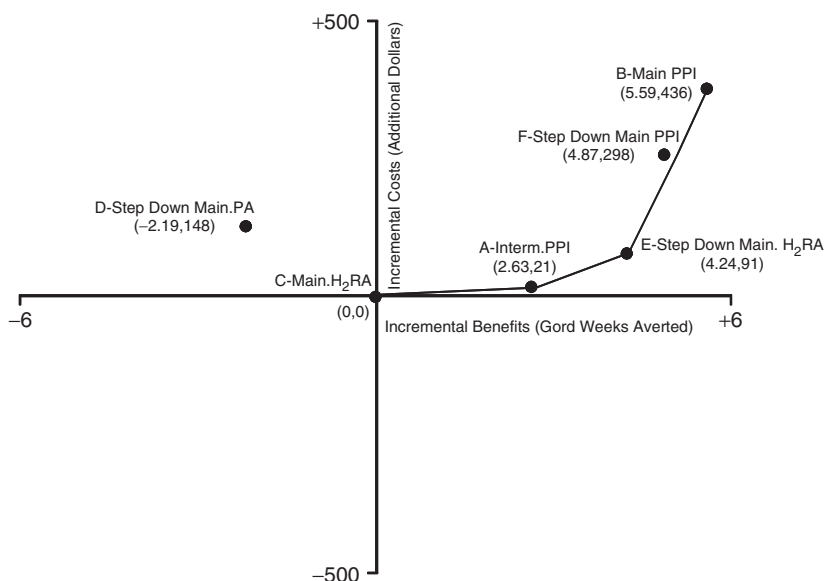 +500
Incremental Costs (Additional Dollars)
B-Main PPI
(5.59,436)
F-Step Down Main PPI
(4.87,298)
D-Step Down Main.PA
(−2.19,148)
A-Interm.PPI
(2.63,21)
E-Step Down Main. H₂RA
(4.24,91)
C-Main.H₂RA
(0,0)
−6
Incremental Benefits (Gord Weeks Averted)
+6
−500